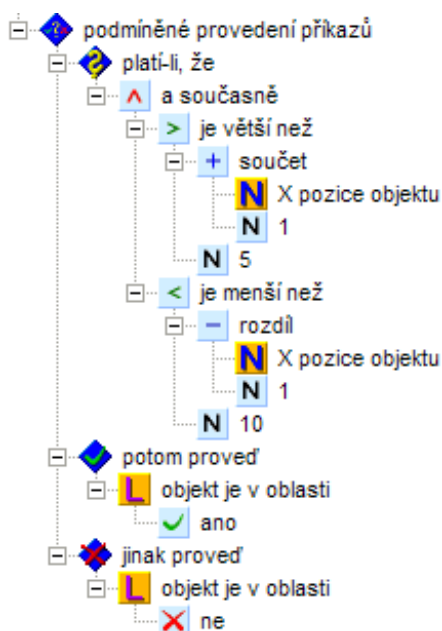 podmíněné provedení příkazů
platí-li, že
a současně
> je větší než
+ součet
N X pozice objektu
N 1
N 5
< je menší než
− rozdíl
N X pozice objektu
N 1
N 10
potom proveď
L objekt je v oblasti
ano
jinak proveď
L objekt je v oblasti
ne